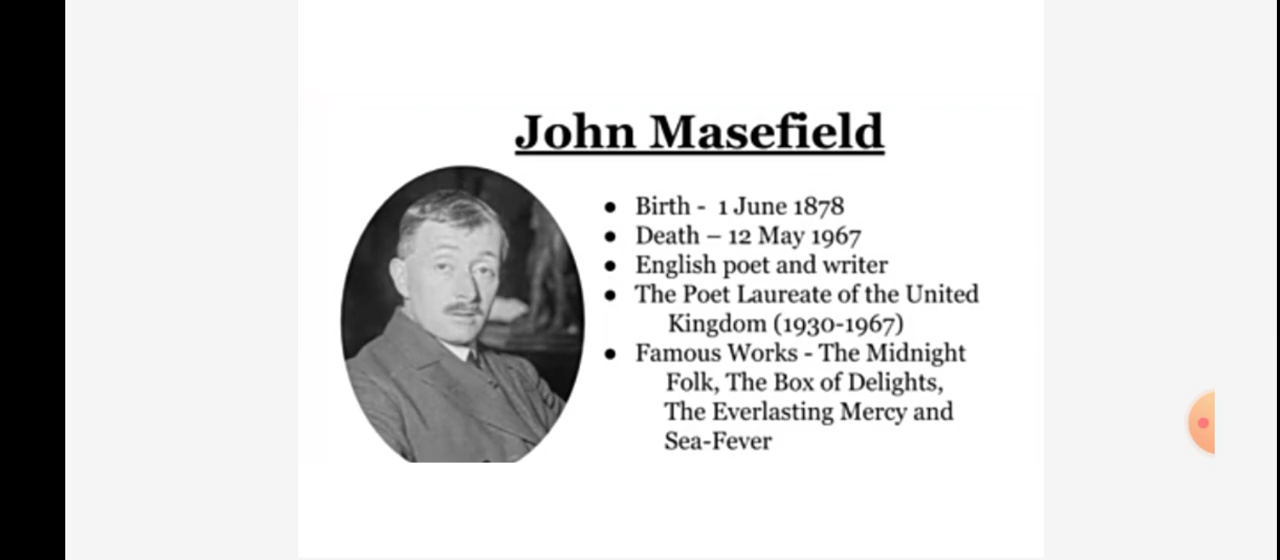 John Masefield
● Birth -  1 June 1878
● Death – 12 May 1967
● English poet and writer
● The Poet Laureate of the United
Kingdom (1930-1967)
● Famous Works - The Midnight
Folk, The Box of Delights,
The Everlasting Mercy and
Sea-Fever